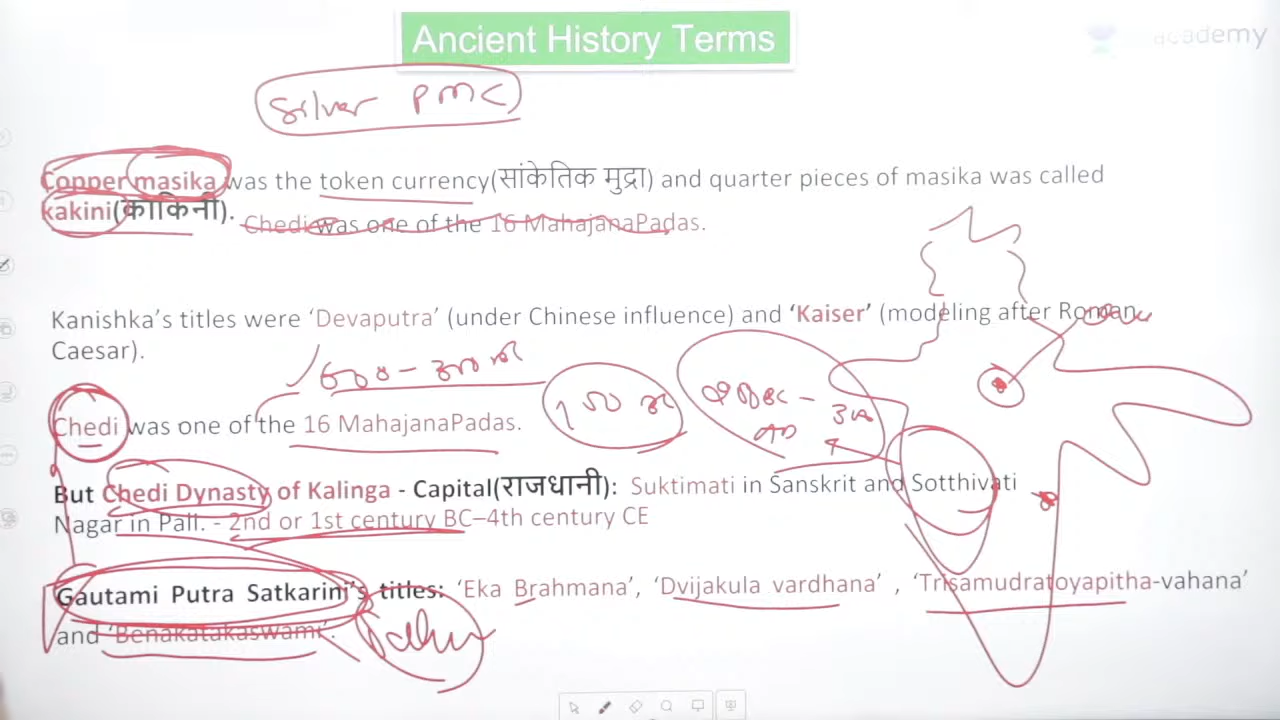 Ancient History Terms
academy
Silver PMC
Copper masika was the token currency(सांकेतिक मुद्रा) and quarter pieces of masika was called
kakini(काकिनी). Chedi was one of the 16 MahajanaPadas.
Kanishka's titles were 'Devaputra' (under Chinese influence) and 'Kaiser' (modeling after Roman
Caesar).
600 - 300 BC
Chedi was one of the 16 MahajanaPadas.
But Chedi Dynasty of Kalinga - Capital(राजधानी): Suktimati in Sanskrit and Sotthivati
Nagar in Pali. - 2nd or 1st century BC–4th century CE
Gautami Putra Satkarini's titles: 'Eka Brahmana', 'Dvijakula vardhana' , 'Trisamudratoyapitha-vahana'
and 'Benakatakaswami'.